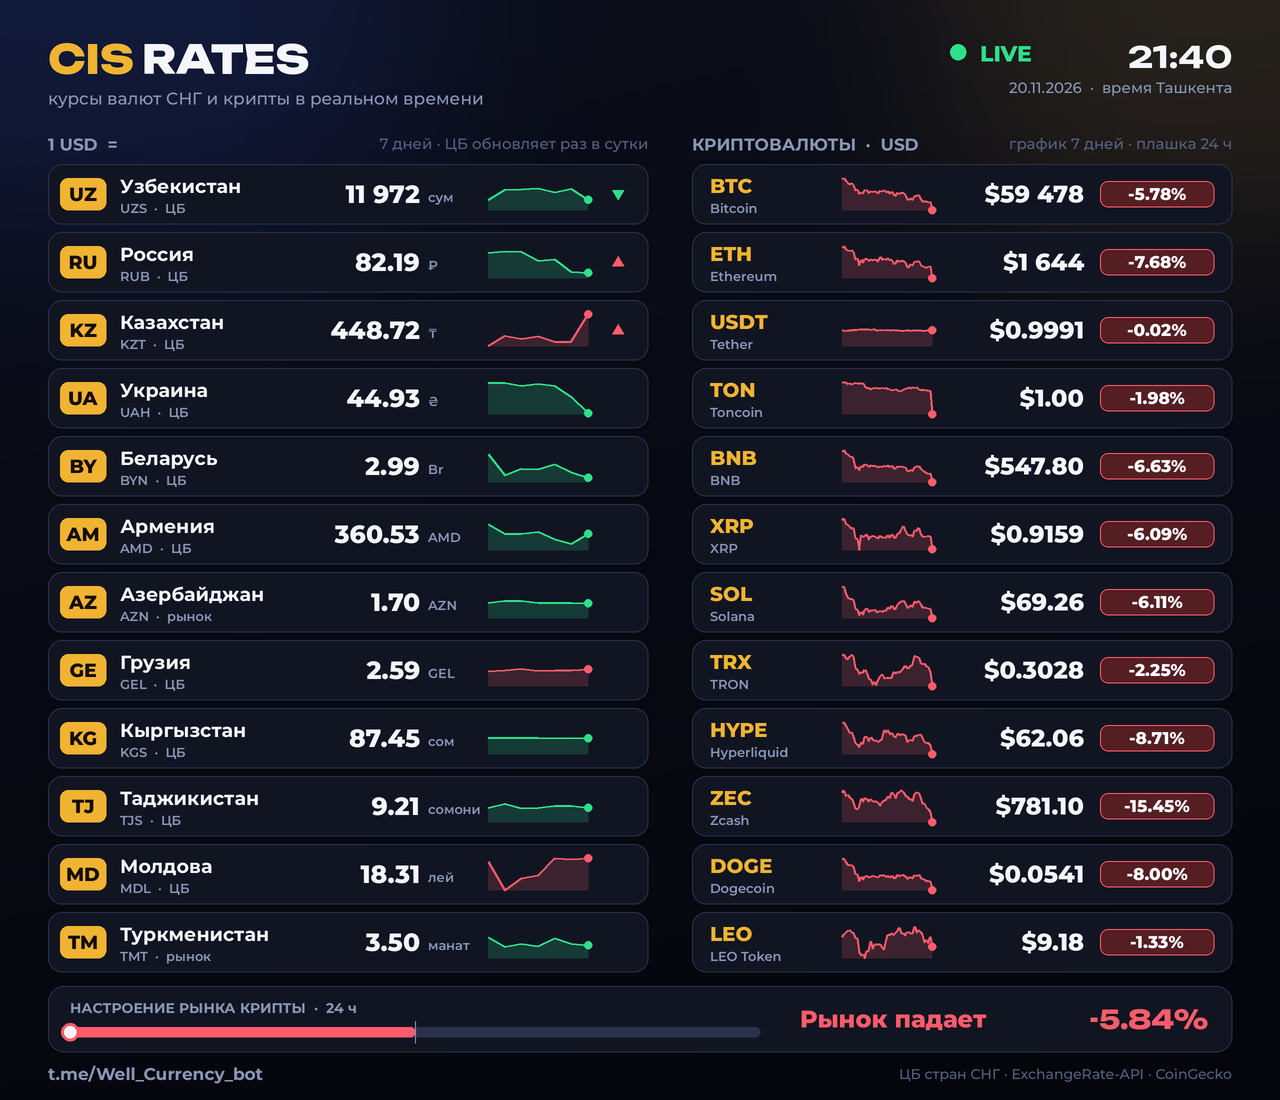 CIS RATES
курсы валют СНГ и крипты в реальном времени
LIVE
21:40
20.11.2026 · время Ташкента
1 USD =
7 дней · ЦБ обновляет раз в сутки
UZ
Узбекистан
UZS · ЦБ
11 972 сум
RU
Россия
RUB · ЦБ
82.19 ₽
KZ
Казахстан
KZT · ЦБ
448.72 ₸
UA
Украина
UAH · ЦБ
44.93 ₴
BY
Беларусь
BYN · ЦБ
2.99 Br
AM
Армения
AMD · ЦБ
360.53 AMD
AZ
Азербайджан
AZN · рынок
1.70 AZN
GE
Грузия
GEL · ЦБ
2.59 GEL
KG
Кыргызстан
KGS · ЦБ
87.45 сом
TJ
Таджикистан
TJS · ЦБ
9.21 сомони
MD
Молдова
MDL · ЦБ
18.31 лей
TM
Туркменистан
TMT · рынок
3.50 манат
КРИПТОВАЛЮТЫ · USD
график 7 дней · плашка 24 ч
BTC
Bitcoin
$59 478
-5.78%
ETH
Ethereum
$1 644
-7.68%
USDT
Tether
$0.9991
-0.02%
TON
Toncoin
$1.00
-1.98%
BNB
BNB
$547.80
-6.63%
XRP
XRP
$0.9159
-6.09%
SOL
Solana
$69.26
-6.11%
TRX
TRON
$0.3028
-2.25%
HYPE
Hyperliquid
$62.06
-8.71%
ZEC
Zcash
$781.10
-15.45%
DOGE
Dogecoin
$0.0541
-8.00%
LEO
LEO Token
$9.18
-1.33%
НАСТРОЕНИЕ РЫНКА КРИПТЫ · 24 ч
Рынок падает
-5.84%
t.me/Well_Currency_bot
ЦБ стран СНГ · ExchangeRate-API · CoinGecko